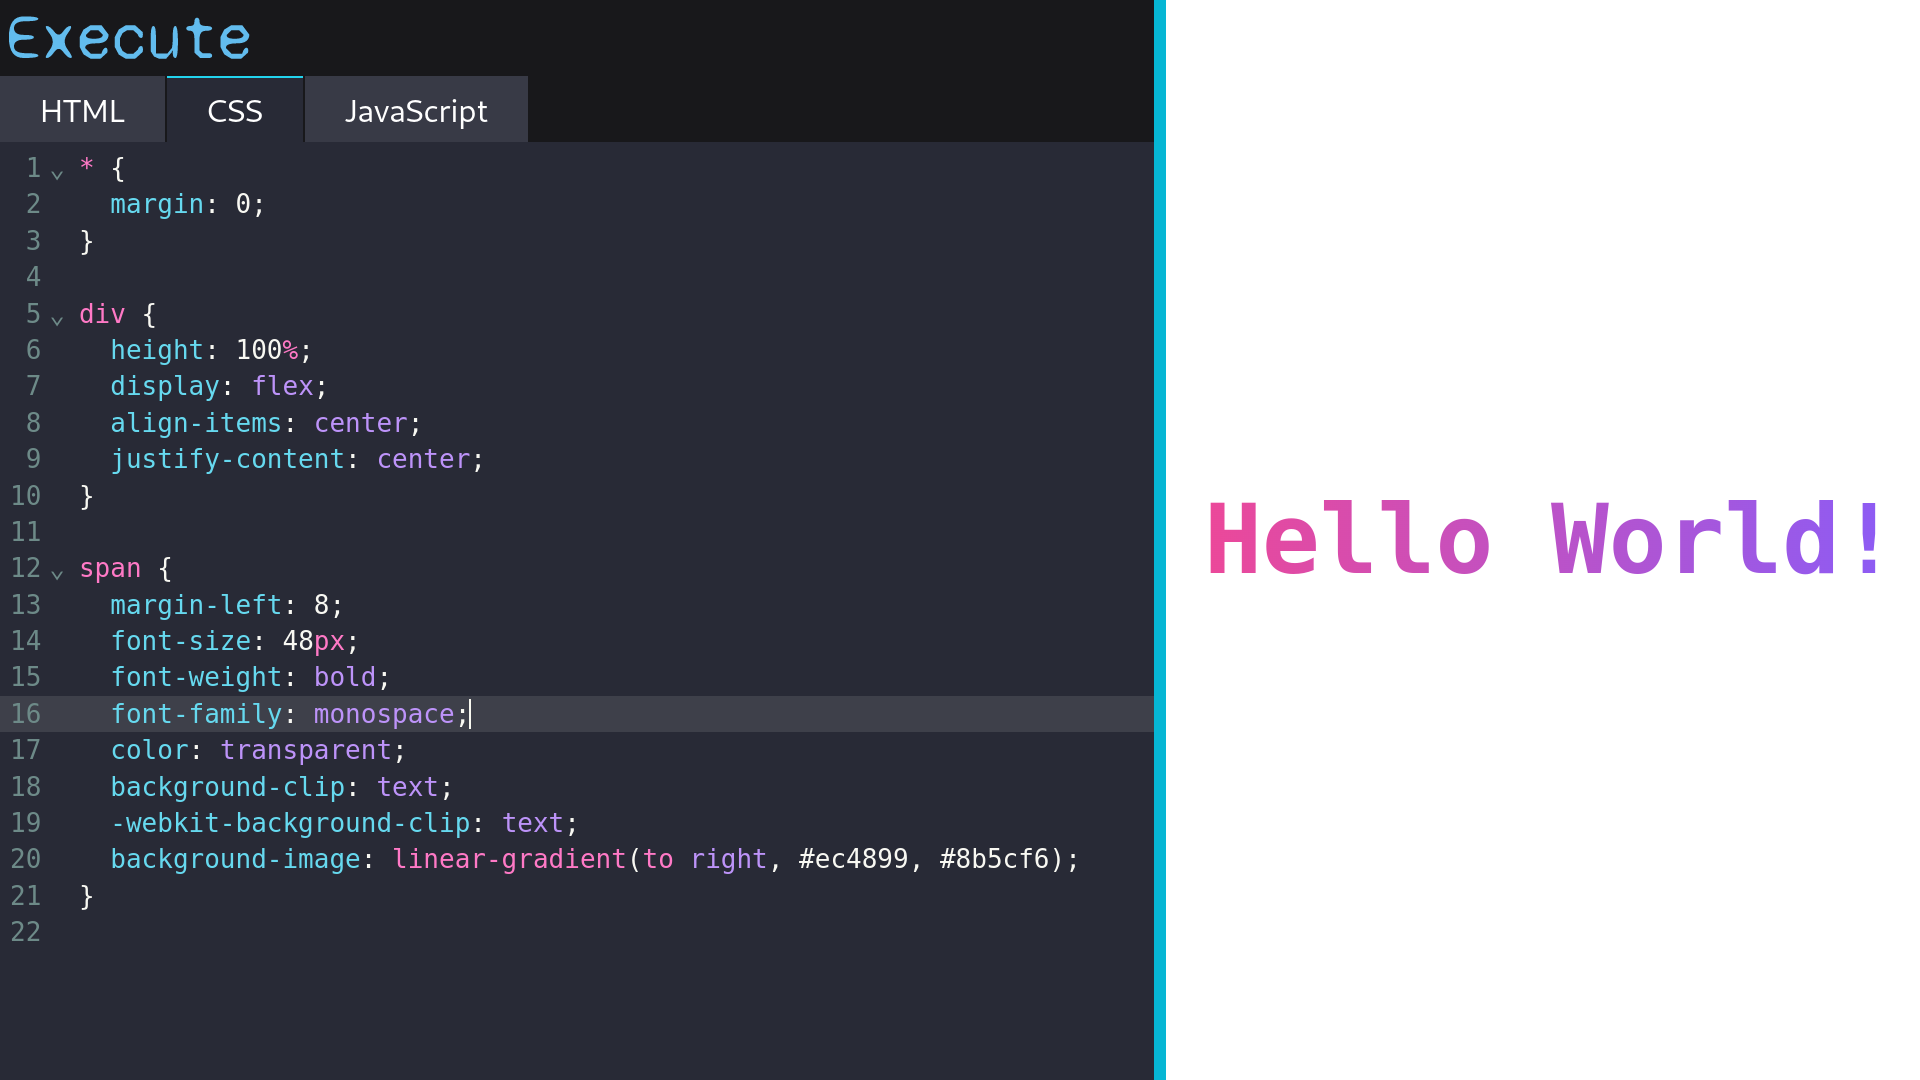 Execute
HTML CSS JavaScript
1 * {
2   margin: 0;
3 }
4
5 div {
6   height: 100%;
7   display: flex;
8   align-items: center;
9   justify-content: center;
10 }
11
12 span {
13   margin-left: 8;
14   font-size: 48px;
15   font-weight: bold;
16   font-family: monospace;
17   color: transparent;
18   background-clip: text;
19   -webkit-background-clip: text;
20   background-image: linear-gradient(to right, #ec4899, #8b5cf6);
21 }
22
Hello World!